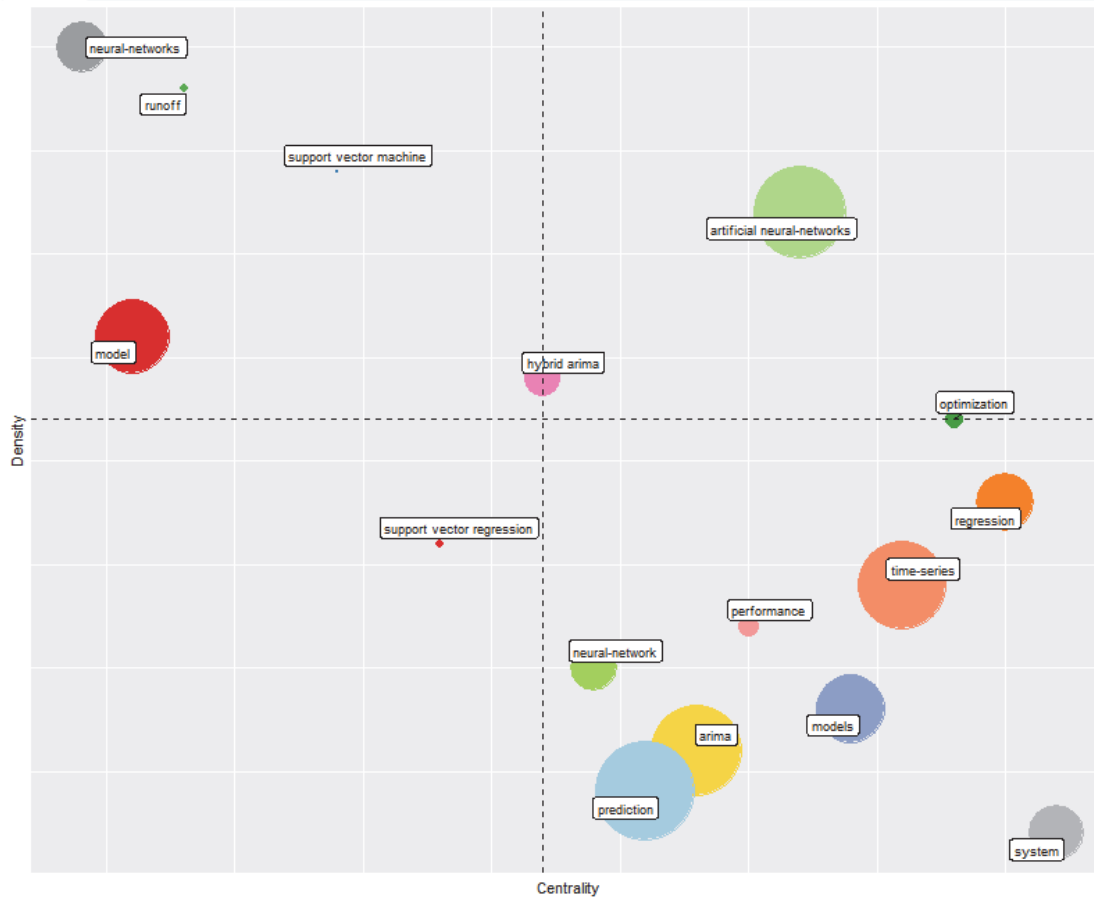 neural-networks
runoff
support vector machine
artificial neural-networks
model
hybrid arima
optimization
Density
regression
support vector regression
time-series
performance
neural-network
models
arima
prediction
system
Centrality